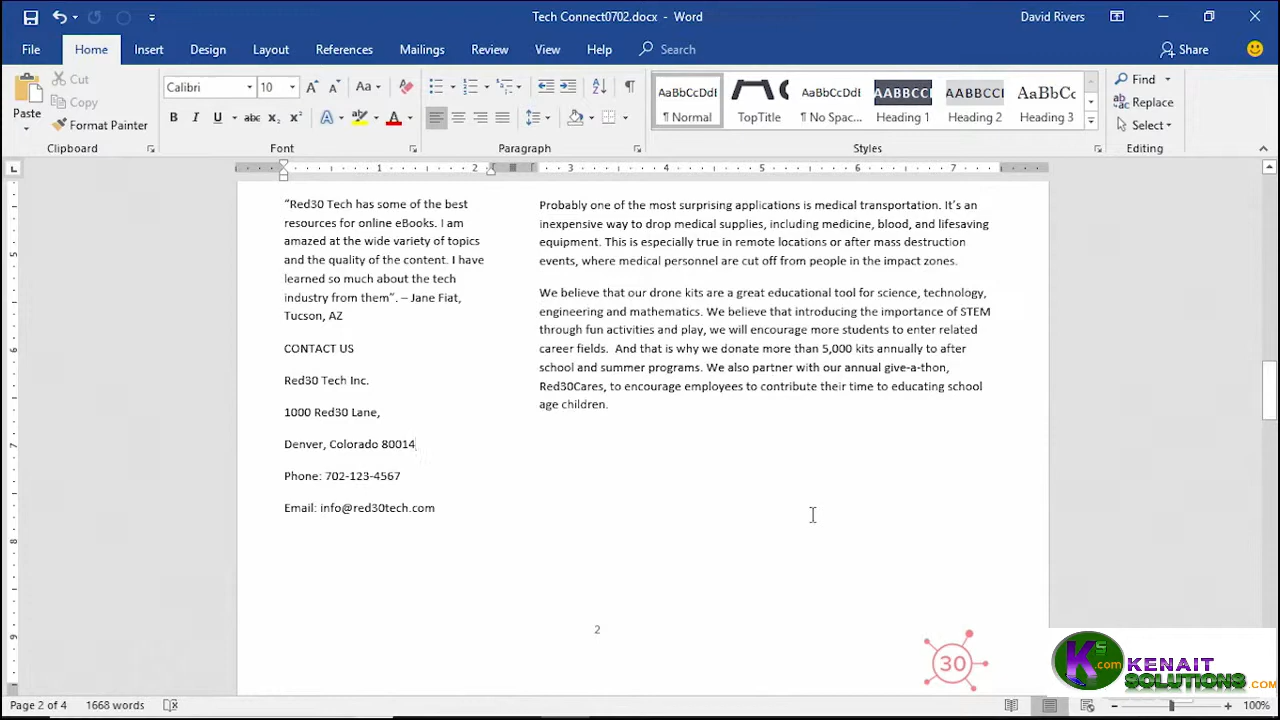 Tech Connect0702.docx - Word
David Rivers
File Home Insert Design Layout References Mailings Review View Help Search Share
Paste
Cut
Copy
Format Painter
Clipboard
Calibri 10
Font
Paragraph
AaBbCcDdI AaBbCcDdI AABBCCI AABBCCD AaBbCc
¶ Normal TopTitle ¶ No Spac... Heading 1 Heading 2 Heading 3
Styles
Find
Replace
Select
Editing
1 2 3 4 5 6 7
“Red30 Tech has some of the best
resources for online eBooks. I am
amazed at the wide variety of topics
and the quality of the content. I have
learned so much about the tech
industry from them”. – Jane Fiat,
Tucson, AZ
CONTACT US
Red30 Tech Inc.
1000 Red30 Lane,
Denver, Colorado 80014
Phone: 702-123-4567
Email: info@red30tech.com
Probably one of the most surprising applications is medical transportation. It’s an
inexpensive way to drop medical supplies, including medicine, blood, and lifesaving
equipment. This is especially true in remote locations or after mass destruction
events, where medical personnel are cut off from people in the impact zones.
We believe that our drone kits are a great educational tool for science, technology,
engineering and mathematics. We believe that introducing the importance of STEM
through fun activities and play, we will encourage more students to enter related
career fields.  And that is why we donate more than 5,000 kits annually to after
school and summer programs. We also partner with our annual give-a-thon,
Red30Cares, to encourage employees to contribute their time to educating school
age children.
2
30
K S .com KENAIT
SOLUTIONS.COM
Page 2 of 4 1668 words 100%